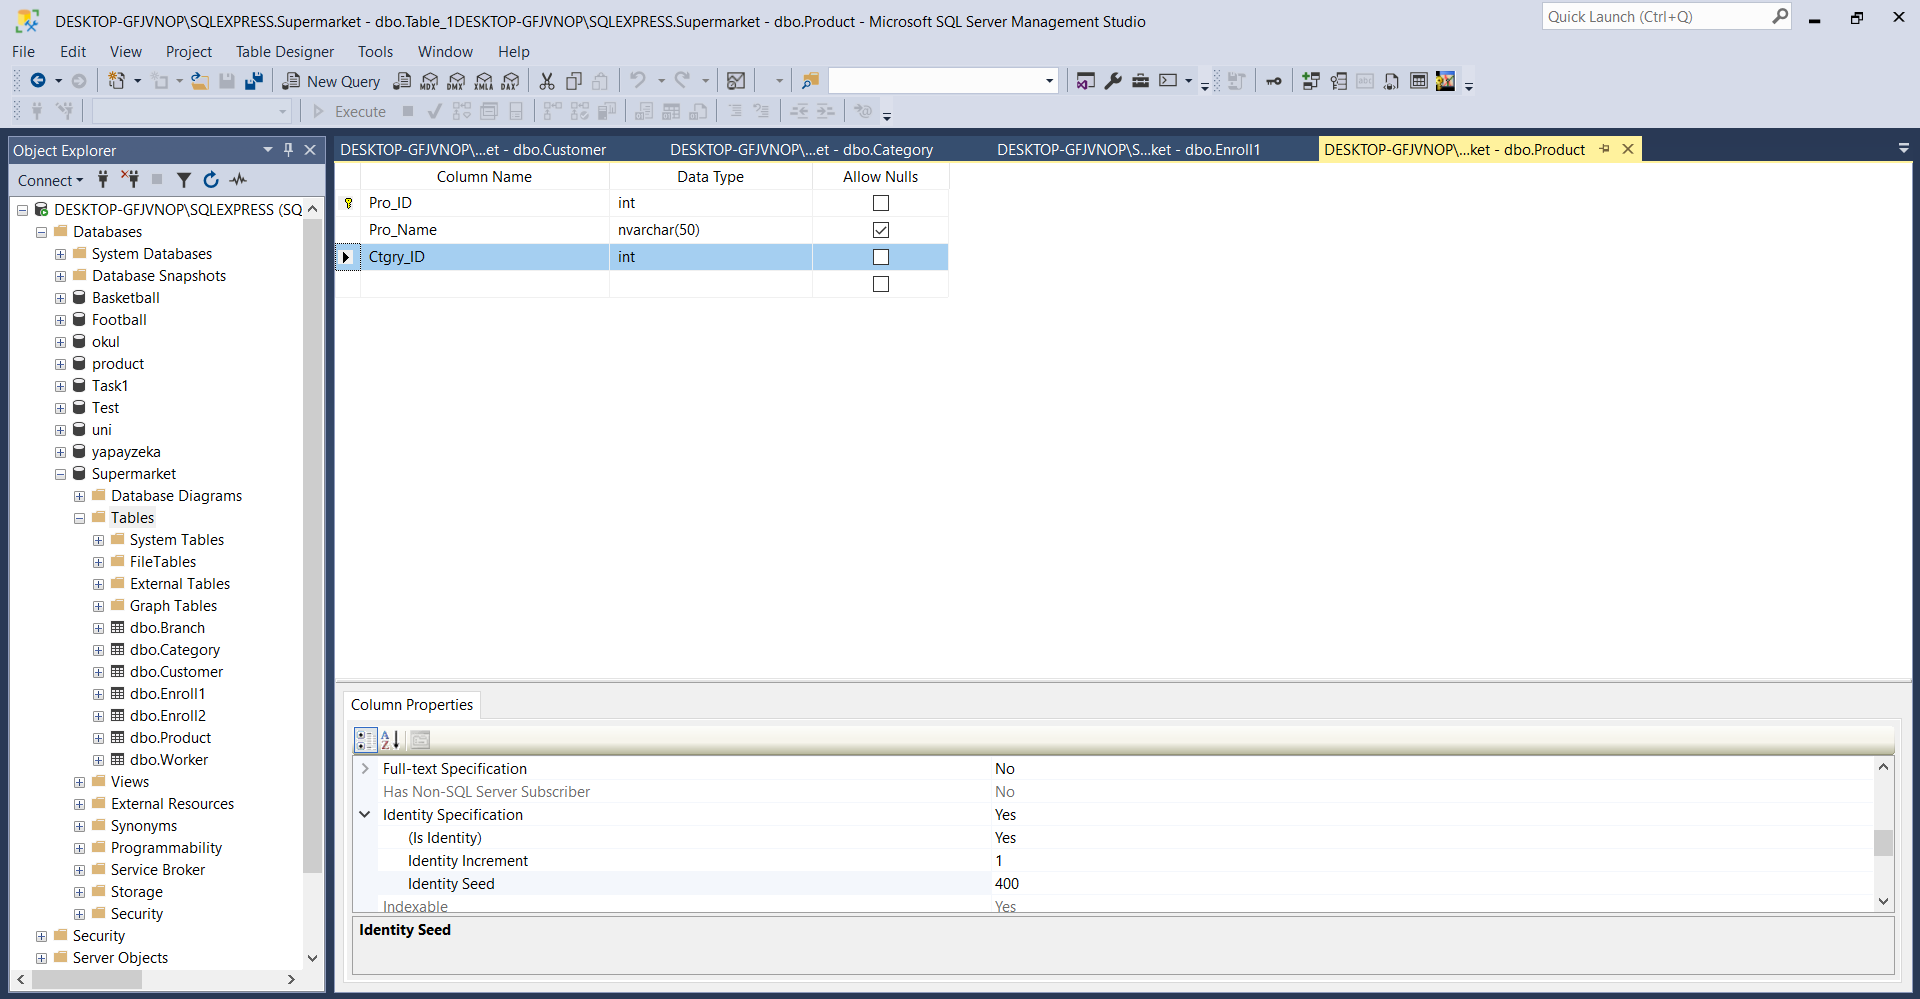 DESKTOP-GFJVNOP\SQLEXPRESS.Supermarket - dbo.Table_1DESKTOP-GFJVNOP\SQLEXPRESS.Supermarket - dbo.Product - Microsoft SQL Server Management Studio
Quick Launch (Ctrl+Q)
File Edit View Project Table Designer Tools Window Help
New Query MDX DMX XMLA DAX
Execute
Object Explorer
Connect
DESKTOP-GFJVNOP\SQLEXPRESS (SQ
Databases
System Databases
Database Snapshots
Basketball
Football
okul
product
Task1
Test
uni
yapayzeka
Supermarket
Database Diagrams
Tables
System Tables
FileTables
External Tables
Graph Tables
dbo.Branch
dbo.Category
dbo.Customer
dbo.Enroll1
dbo.Enroll2
dbo.Product
dbo.Worker
Views
External Resources
Synonyms
Programmability
Service Broker
Storage
Security
Security
Server Objects
DESKTOP-GFJVNOP\...et - dbo.Customer DESKTOP-GFJVNOP\...et - dbo.Category DESKTOP-GFJVNOP\S...ket - dbo.Enroll1 DESKTOP-GFJVNOP\...ket - dbo.Product
Column Name Data Type Allow Nulls
Pro_ID int
Pro_Name nvarchar(50)
Ctgry_ID int
Column Properties
Full-text Specification No
Has Non-SQL Server Subscriber No
Identity Specification Yes
(Is Identity) Yes
Identity Increment 1
Identity Seed 400
Indexable Yes
Identity Seed